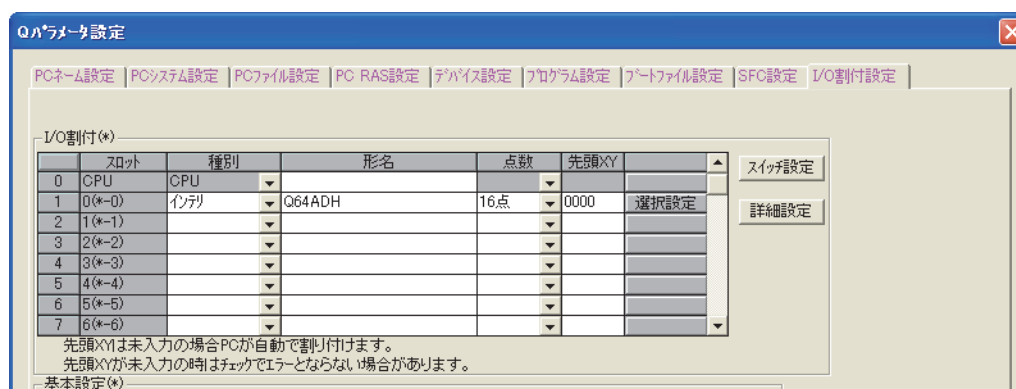 Qパラメータ設定
PCネーム設定 PCシステム設定 PCファイル設定 PC RAS設定 デバイス設定 プログラム設定 ブートファイル設定 SFC設定 I/O割付設定
I/O割付(*)
スロット 種別 形名 点数 先頭XY
スイッチ設定
0 CPU CPU
1 0(*-0) インテリ Q64ADH 16点 0000 選択設定
詳細設定
2 1(*-1)
3 2(*-2)
4 3(*-3)
5 4(*-4)
6 5(*-5)
7 6(*-6)
先頭XYは未入力の場合PCが自動で割り付けます。
先頭XYが未入力の時はチェックでエラーとならない場合があります。
基本設定(*)